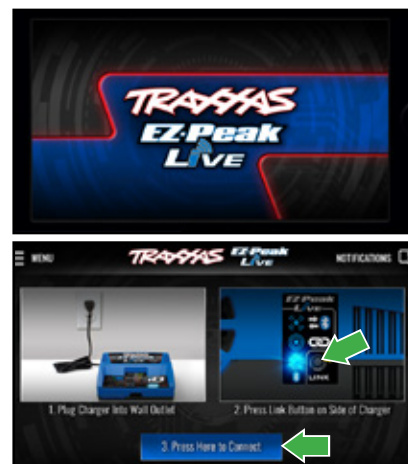 TRAXXAS
EZ-Peak
LIVE
MENU
TRAXXAS EZ-Peak Live
NOTIFICATIONS
EZ-Peak
Live
LINK
1. Plug Charger Into Wall Outlet
2. Press Link Button on Side of Charger
3. Press Here to Connect